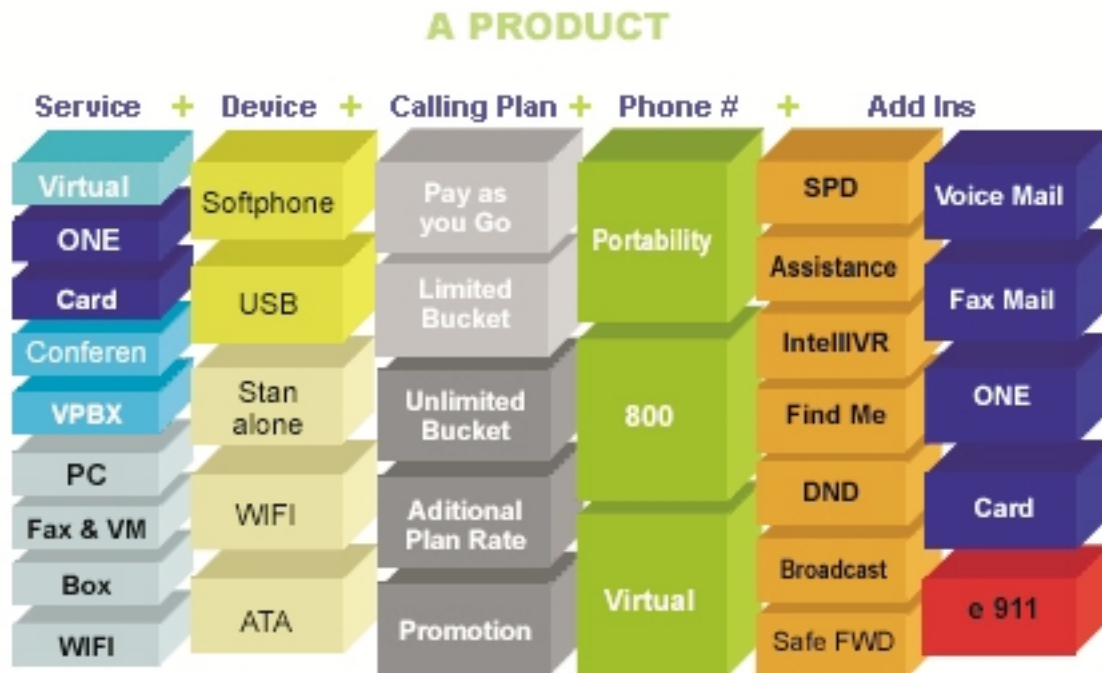 A PRODUCT
Service + Device + Calling Plan + Phone # + Add Ins
Virtual
ONE
Card
Conferen
VPBX
PC
Fax & VM
Box
WIFI
Softphone
USB
Stan
alone
WIFI
ATA
Pay as
you Go
Limited
Bucket
Unlimited
Bucket
Aditional
Plan Rate
Promotion
Portability
800
Virtual
SPD
Assistance
IntellIVR
Find Me
DND
Broadcast
Safe FWD
Voice Mail
Fax Mail
ONE
Card
e 911